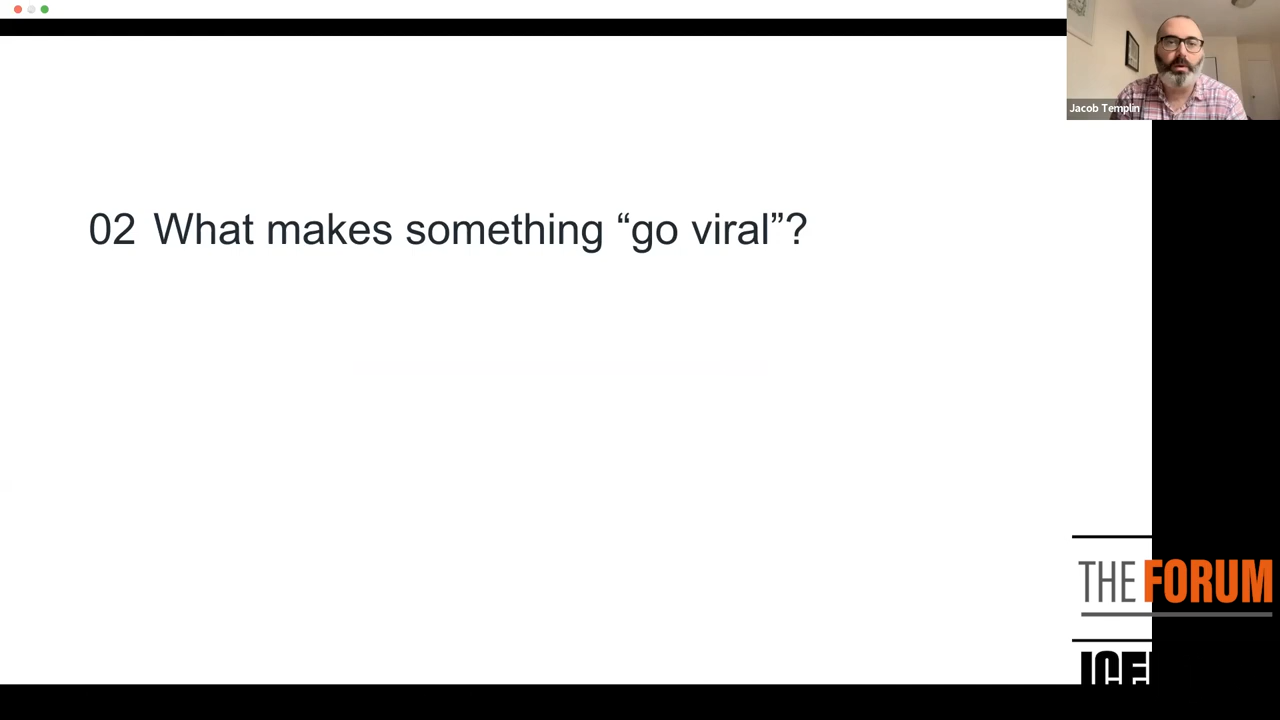 Jacob Templin
02 What makes something “go viral”?
THE FORUM